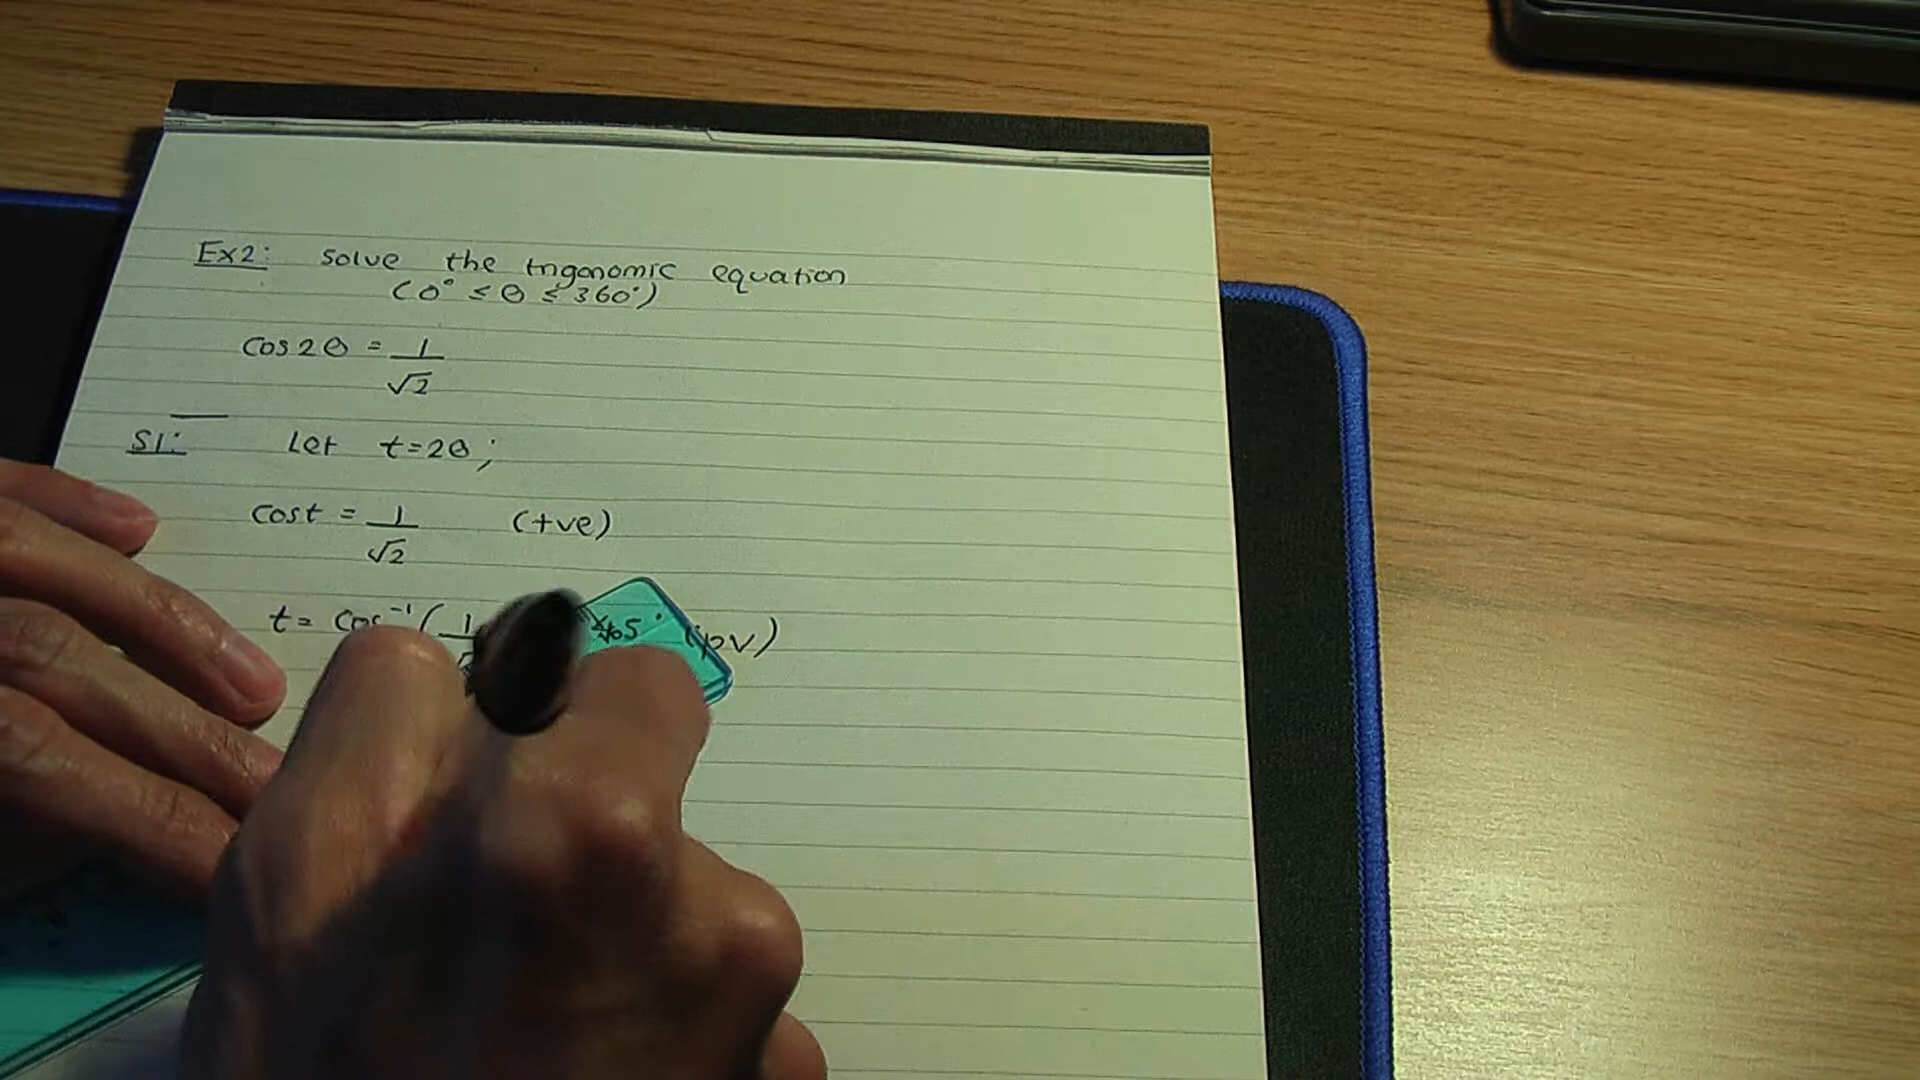 Ex2: solve the trigonomic equation
(0° ≤ θ ≤ 360°)
cos2θ = 1/√2
S1: Let t=2θ;
cost = 1/√2 (+ve)
t= cos⁻¹(1 45° (pv)